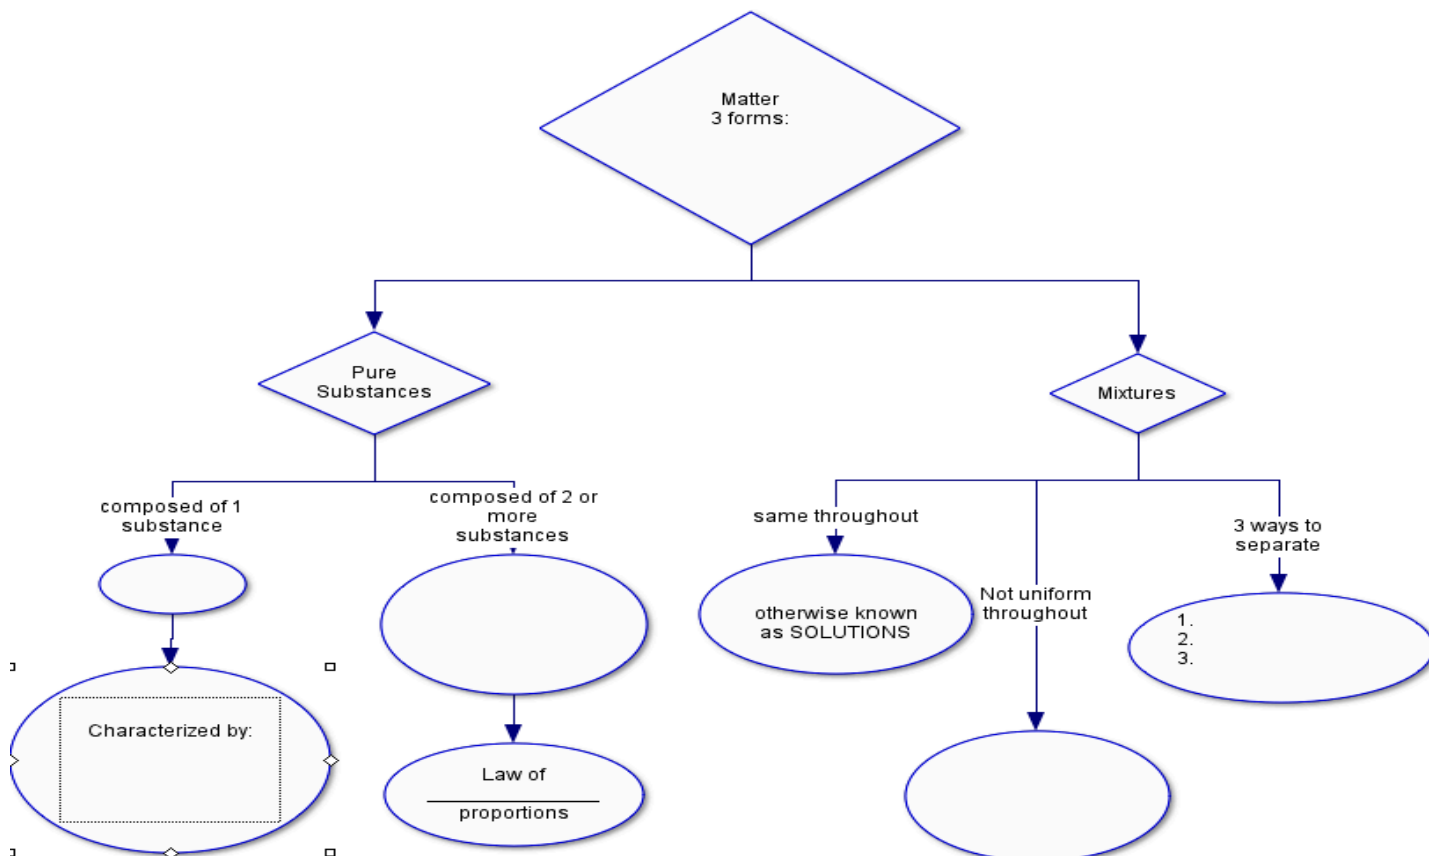 Matter
3 forms:
Pure
Substances
Mixtures
composed of 1
substance
composed of 2 or
more
substances
same throughout
Not uniform
throughout
3 ways to
separate
otherwise known
as SOLUTIONS
1.
2.
3.
Characterized by:
Law of
proportions